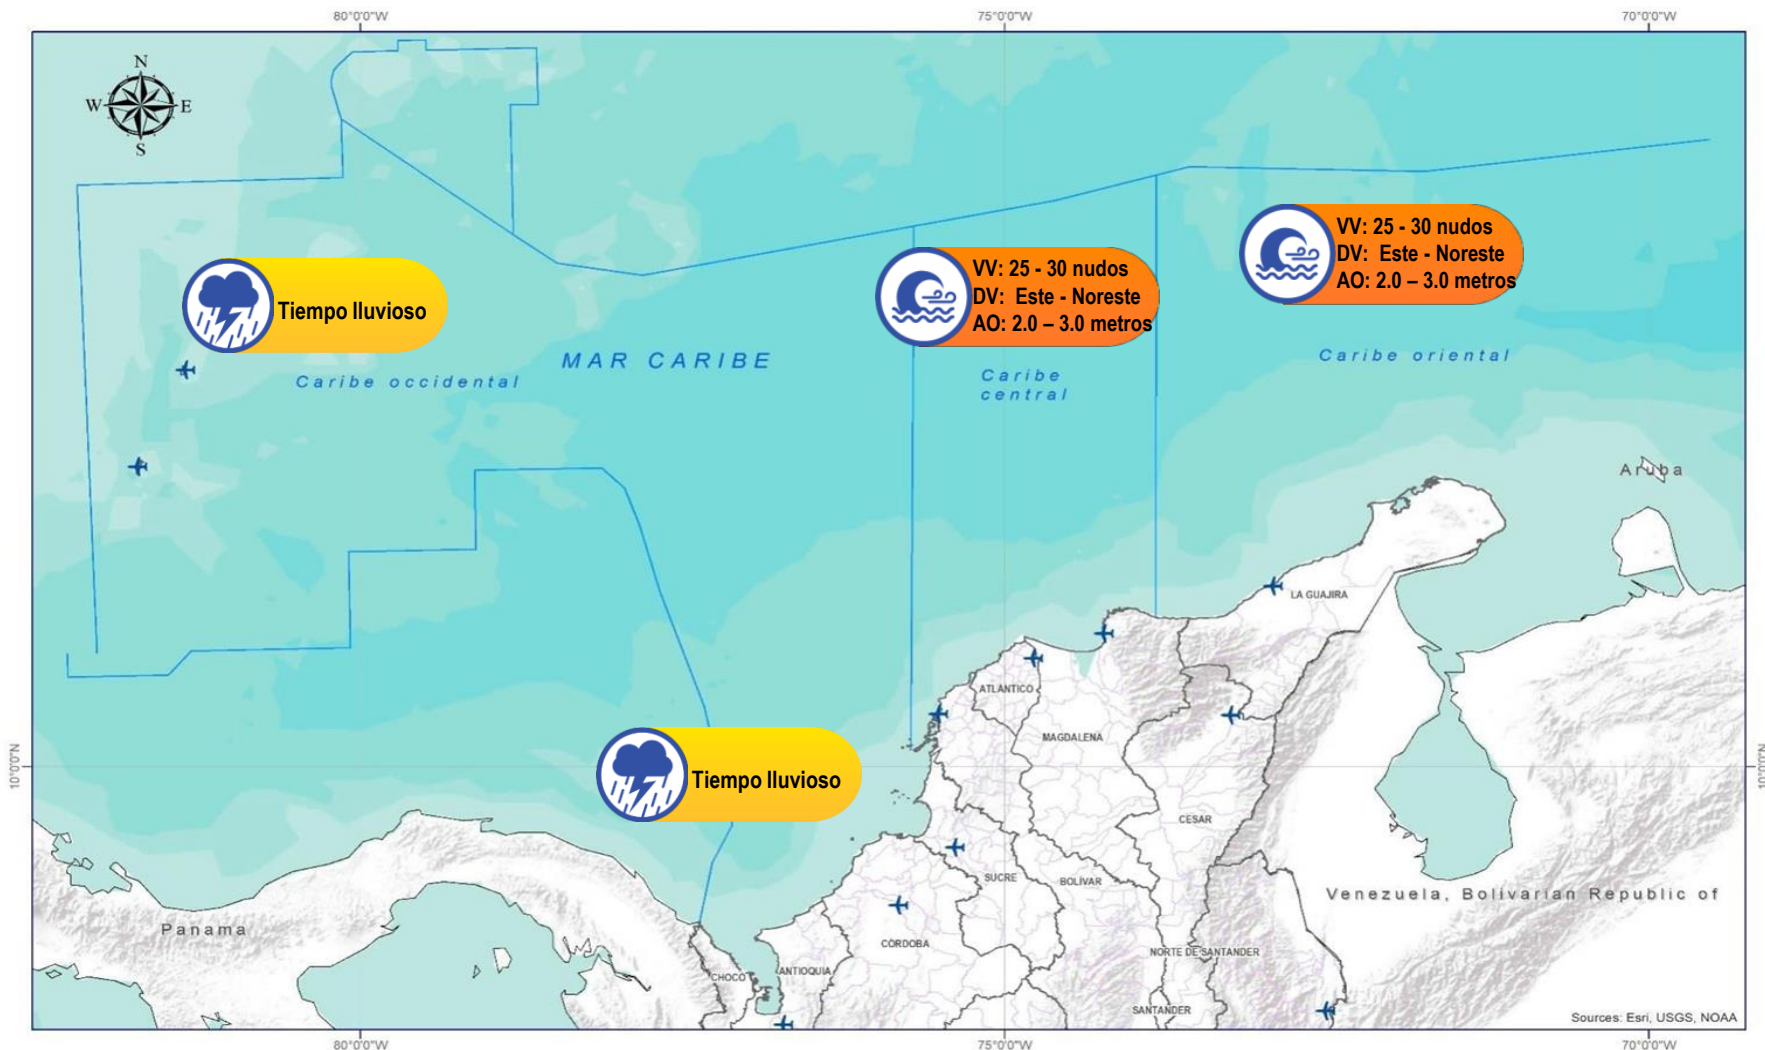 80°0'0"W
75°0'0"W
70°0'0"W
N
W
E
S
VV: 25 - 30 nudos
DV: Este - Noreste
AO: 2.0 – 3.0 metros
VV: 25 - 30 nudos
DV: Este - Noreste
AO: 2.0 – 3.0 metros
Tiempo lluvioso
MAR CARIBE
Caribe occidental
Caribe
central
Caribe oriental
Aruba
LA GUAJIRA
ATLANTICO
MAGDALENA
10°0'0"N
10°0'0"N
Tiempo lluvioso
CESAR
SUCRE
BOLÍVAR
Venezuela, Bolivarian Republic of
Panama
CÓRDOBA
NORTE DE SANTANDER
CHOCO
ANTIOQUIA
SANTANDER
Sources: Esri, USGS, NOAA
80°0'0"W
75°0'0"W
70°0'0"W